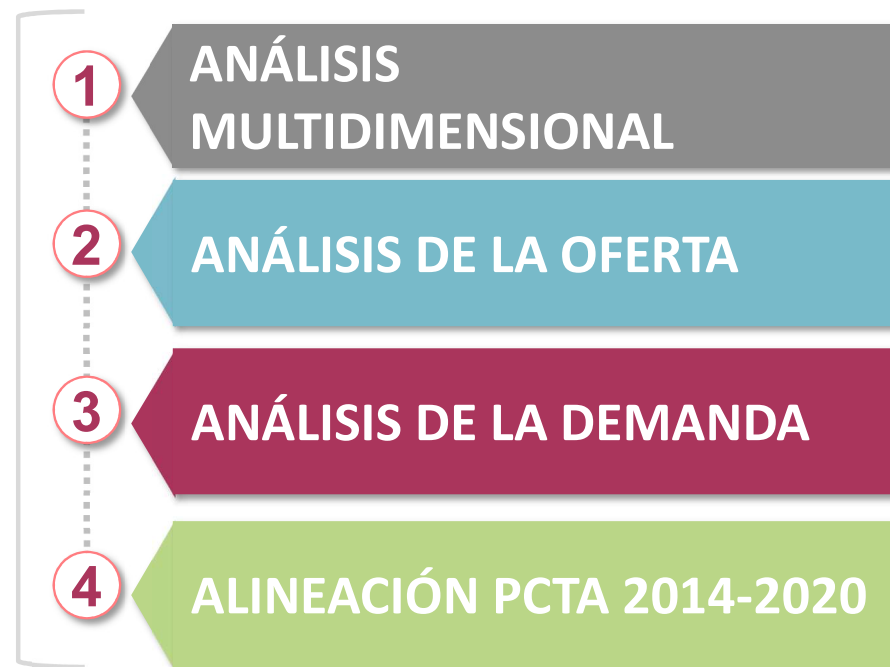 1
ANÁLISIS
MULTIDIMENSIONAL
2
ANÁLISIS DE LA OFERTA
3
ANÁLISIS DE LA DEMANDA
4
ALINEACIÓN PCTA 2014-2020